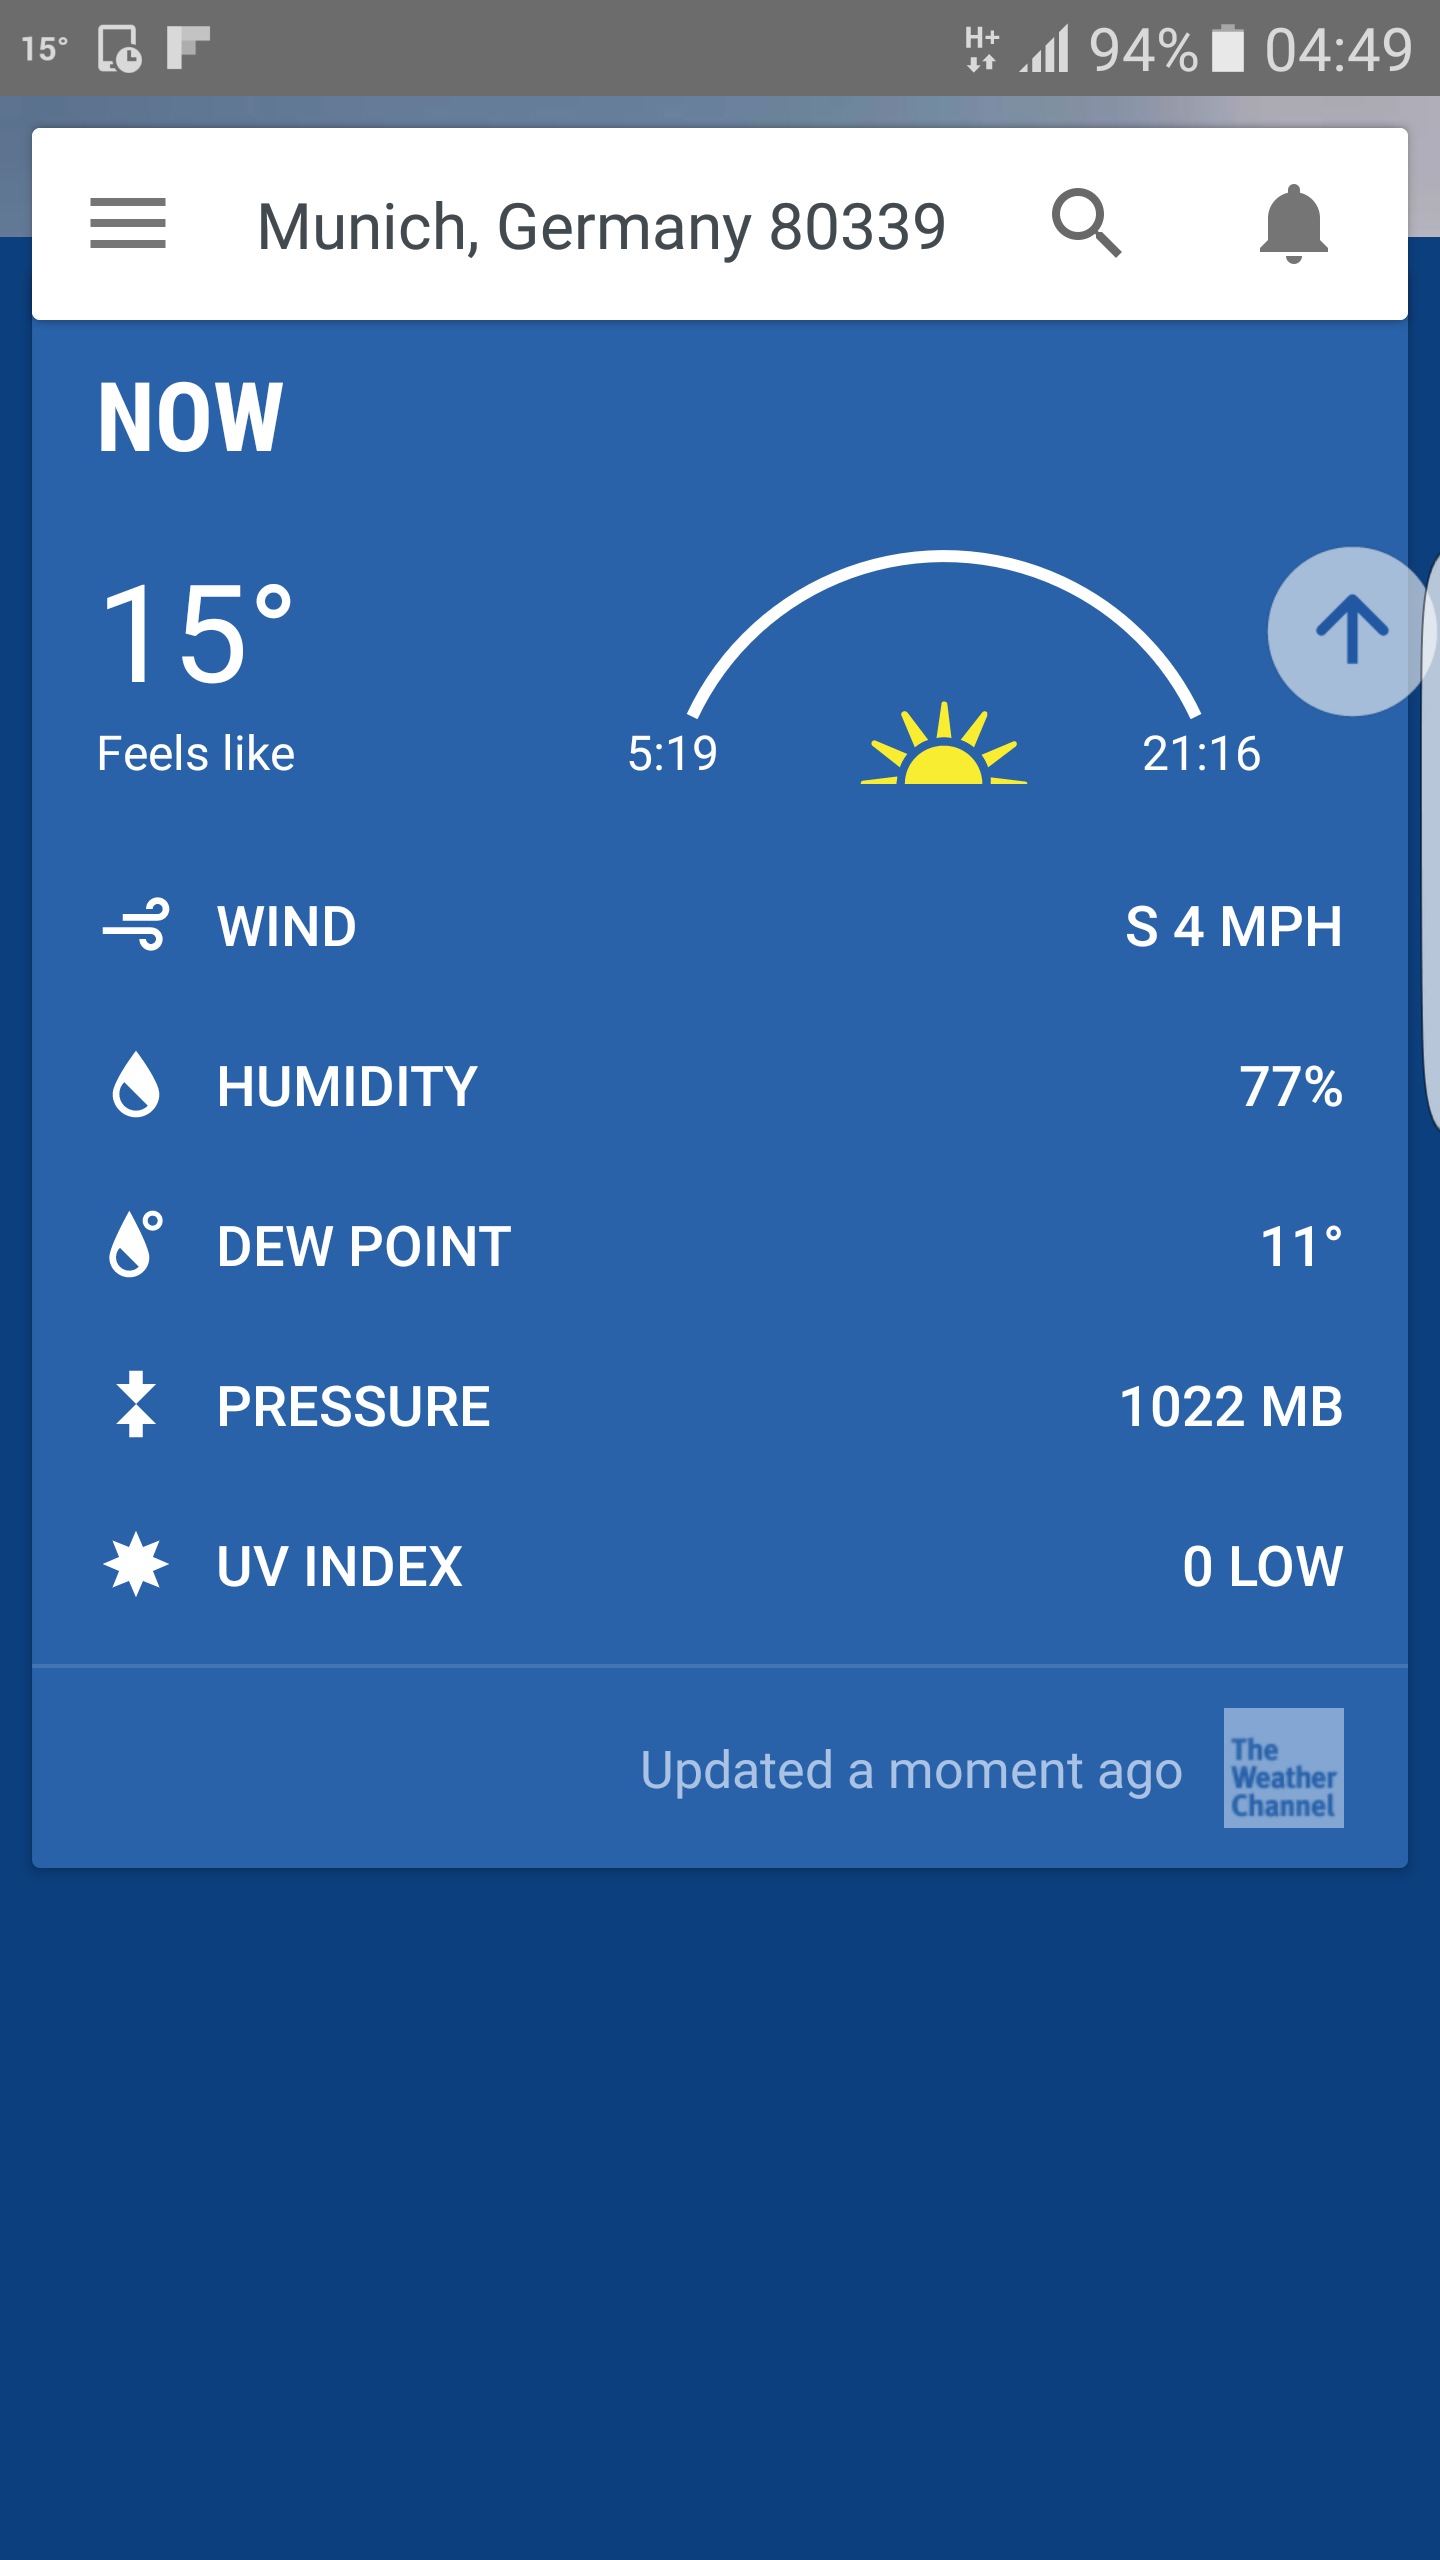 15° H+ 94% 04:49
Munich, Germany 80339
NOW
15°
Feels like
5:19 21:16
WIND S 4 MPH
HUMIDITY 77%
DEW POINT 11°
PRESSURE 1022 MB
UV INDEX 0 LOW
Updated a moment ago
The
Weather
Channel